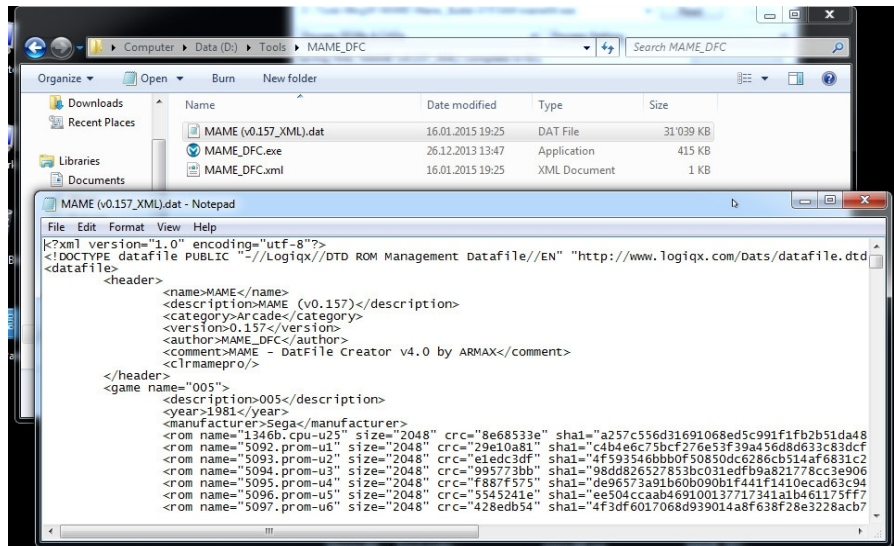 Computer ▸ Data (D:) ▸ Tools ▸ MAME_DFC
Search MAME_DFC
Organize Open Burn New folder
Downloads
Recent Places
Libraries
Documents
Name Date modified Type Size
MAME (v0.157_XML).dat 16.01.2015 19:25 DAT File 31'039 KB
MAME_DFC.exe 26.12.2013 13:47 Application 415 KB
MAME_DFC.xml 16.01.2015 19:25 XML Document 1 KB
MAME (v0.157_XML).dat - Notepad
File Edit Format View Help
<?xml version="1.0" encoding="utf-8"?>
<!DOCTYPE datafile PUBLIC "-//Logiqx//DTD ROM Management Datafile//EN" "http://www.logiqx.com/Dats/datafile.dtd
<datafile>
<header>
<name>MAME</name>
<description>MAME (v0.157)</description>
<category>Arcade</category>
<version>0.157</version>
<author>MAME_DFC</author>
<comment>MAME - DatFile Creator v4.0 by ARMAX</comment>
<clrmamepro/>
</header>
<game name="005">
<description>005</description>
<year>1981</year>
<manufacturer>Sega</manufacturer>
<rom name="1346b.cpu-u25" size="2048" crc="8e68533e" sha1="a257c556d31691068ed5c991f1fb2b51da48
<rom name="5092.prom-u1" size="2048" crc="29e10a81" sha1="c4b4e6c75bcf276e53f39a456d8d633c83dcf
<rom name="5093.prom-u2" size="2048" crc="e1edc3df" sha1="4f593546bbb0f50850dc6286cb514af6831c2
<rom name="5094.prom-u3" size="2048" crc="995773bb" sha1="98dd826527853bc031edfb9a821778cc3e906
<rom name="5095.prom-u4" size="2048" crc="f887f575" sha1="de96573a91b60b090b1f441f1410ecad63c94
<rom name="5096.prom-u5" size="2048" crc="5545241e" sha1="ee504ccaab469100137717341a1b461175ff7
<rom name="5097.prom-u6" size="2048" crc="428edb54" sha1="4f3df6017068d939014a8f638f28e3228acb7